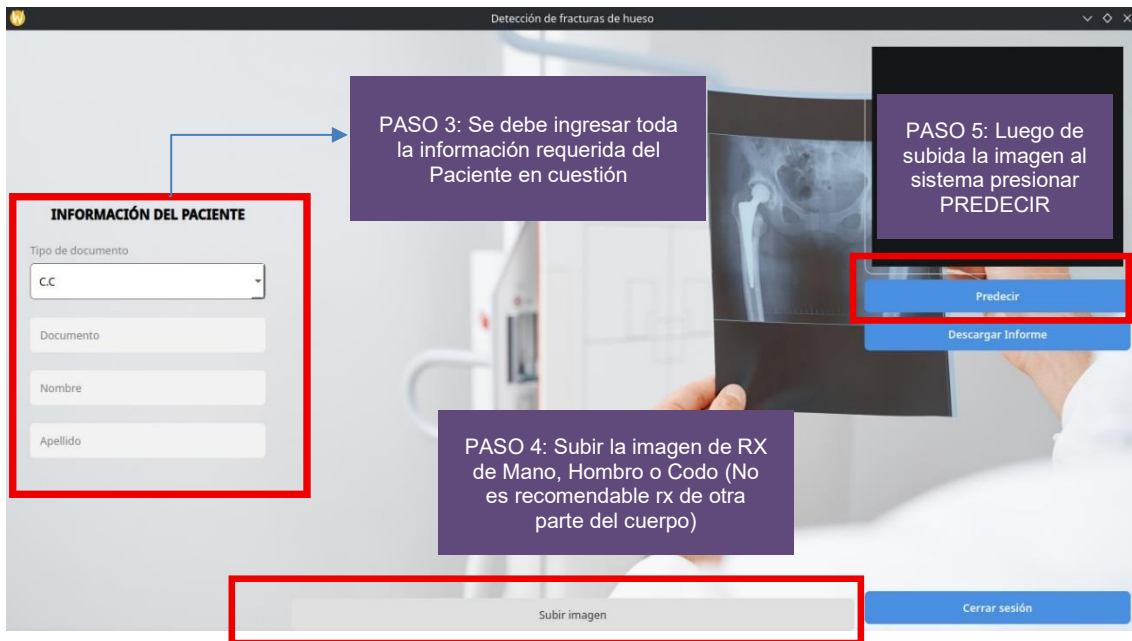 Detección de fracturas de hueso
PASO 3: Se debe ingresar toda
la información requerida del
Paciente en cuestión
PASO 5: Luego de
subida la imagen al
sistema presionar
PREDECIR
INFORMACIÓN DEL PACIENTE
Tipo de documento
C.C
Documento
Nombre
Apellido
Predecir
Descargar Informe
PASO 4: Subir la imagen de RX
de Mano, Hombro o Codo (No
es recomendable rx de otra
parte del cuerpo)
Subir imagen
Cerrar sesión